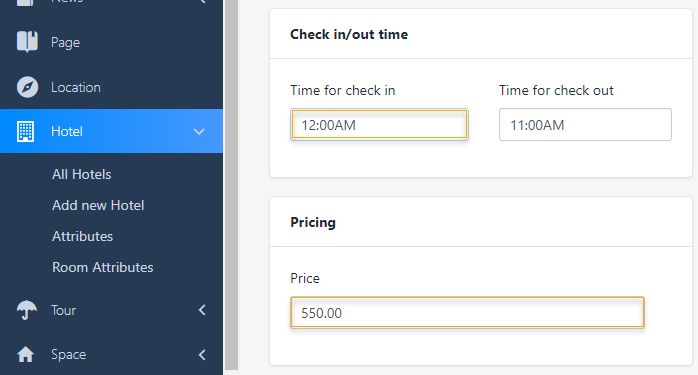 News
Page
Location
Hotel
All Hotels
Add new Hotel
Attributes
Room Attributes
Tour
Space
Check in/out time
Time for check in
Time for check out
12:00AM
11:00AM
Pricing
Price
550.00